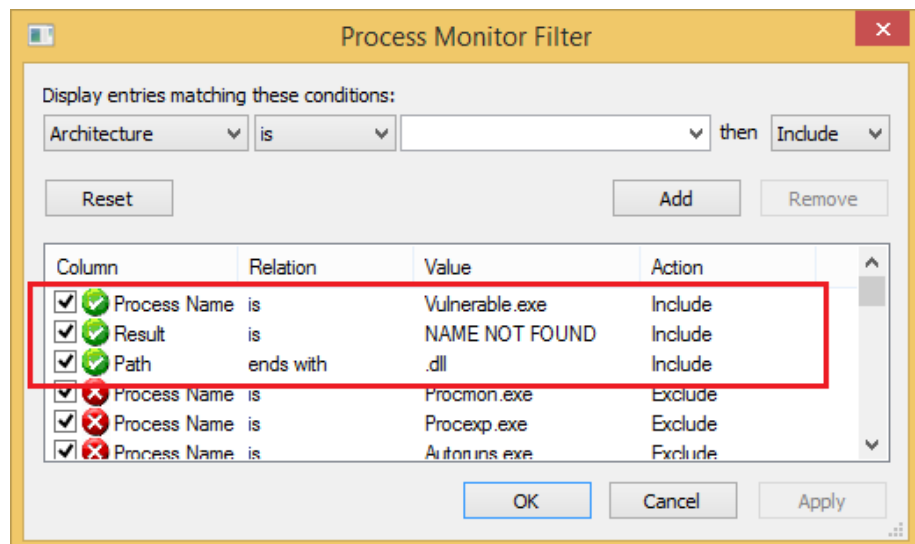 Process Monitor Filter
Display entries matching these conditions:
Architecture is then Include
Reset Add Remove
Column Relation Value Action
Process Name is Vulnerable.exe Include
Result is NAME NOT FOUND Include
Path ends with .dll Include
Process Name is Procmon.exe Exclude
Process Name is Procexp.exe Exclude
Process Name is Autoruns.exe Exclude
OK Cancel Apply